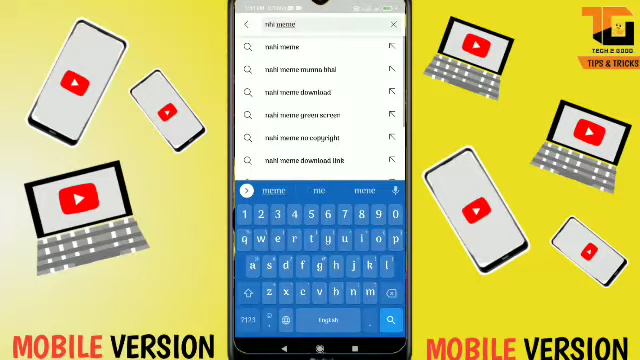 nhi meme
nahi meme
nahi meme munna bhai
nahi meme download
nahi meme green screen
nahi meme no copyright
nahi meme download link
meme me meme
1 2 3 4 5 6 7 8 9 0
q w e r t y u i o p
a s d f g h j k l
z x c v b n m
?123 English .
TECH 2 GOOD
TIPS & TRICKS
MOBILE VERSION
MOBILE VERSION